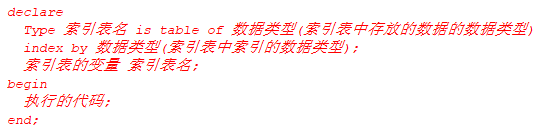 declare
Type 索引表名 is table of 数据类型(索引表中存放的数据的数据类型)
index by 数据类型(索引表中索引的数据类型);
索引表的变量 索引表名;
begin
执行的代码;
end;